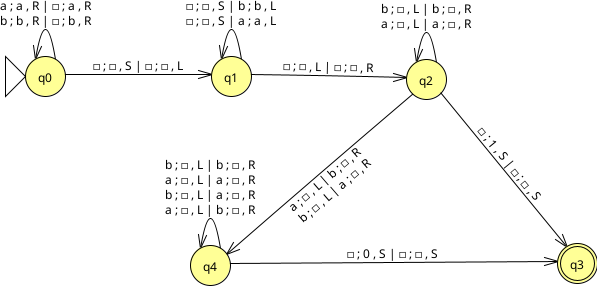 a;a,R|□;a,R
b;b,R|□;b,R
□;□,S|b;b,L
□;□,S|a;a,L
b;□,L|b;□,R
a;□,L|a;□,R
q0
□;□,S|□;□,L
q1
□;□,L|□;□,R
q2
a;□,L|b;□,R
b;□,L|a;□,R
□;1,S|□;□,S
b;□,L|b;□,R
a;□,L|a;□,R
b;□,L|a;□,R
a;□,L|b;□,R
q4
□;0,S|□;□,S
q3